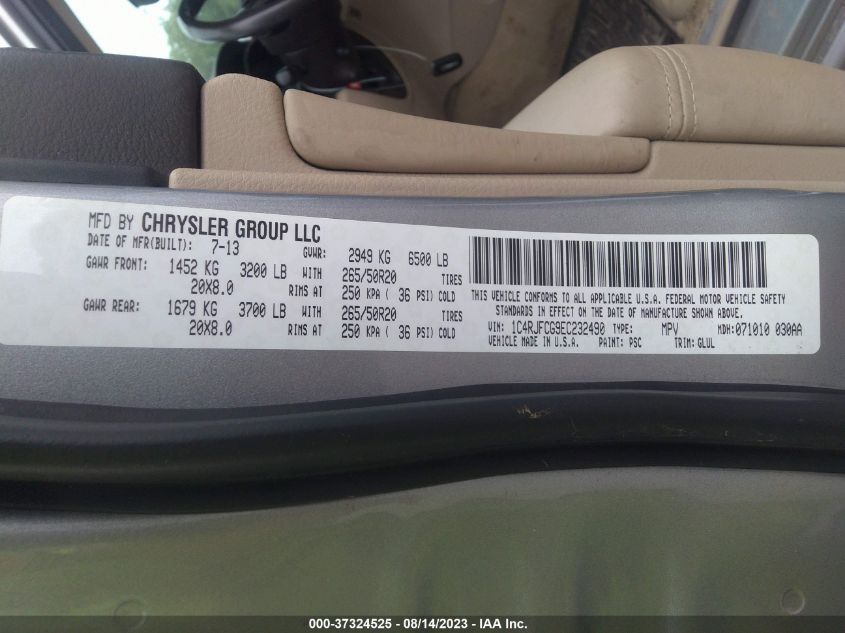 MFD BY CHRYSLER GROUP LLC
DATE OF MFR(BUILT): 7-13 GVWR: 2949 KG 6500 LB
GAWR FRONT: 1452 KG 3200 LB WITH 265/50R20 TIRES
20X8.0 RIMS AT 250 KPA ( 36 PSI) COLD
GAWR REAR: 1679 KG 3700 LB WITH 265/50R20 TIRES
20X8.0 RIMS AT 250 KPA ( 36 PSI) COLD
THIS VEHICLE CONFORMS TO ALL APPLICABLE U.S.A. FEDERAL MOTOR VEHICLE SAFETY
STANDARDS IN EFFECT ON THE DATE OF MANUFACTURE SHOWN ABOVE.
VIN: 1C4RJFCG9EC232490 TYPE: MPV MDH:071010 030AA
VEHICLE MADE IN U.S.A. PAINT: PSC TRIM: GLUL
000-37324525 - 08/14/2023 - IAA Inc.